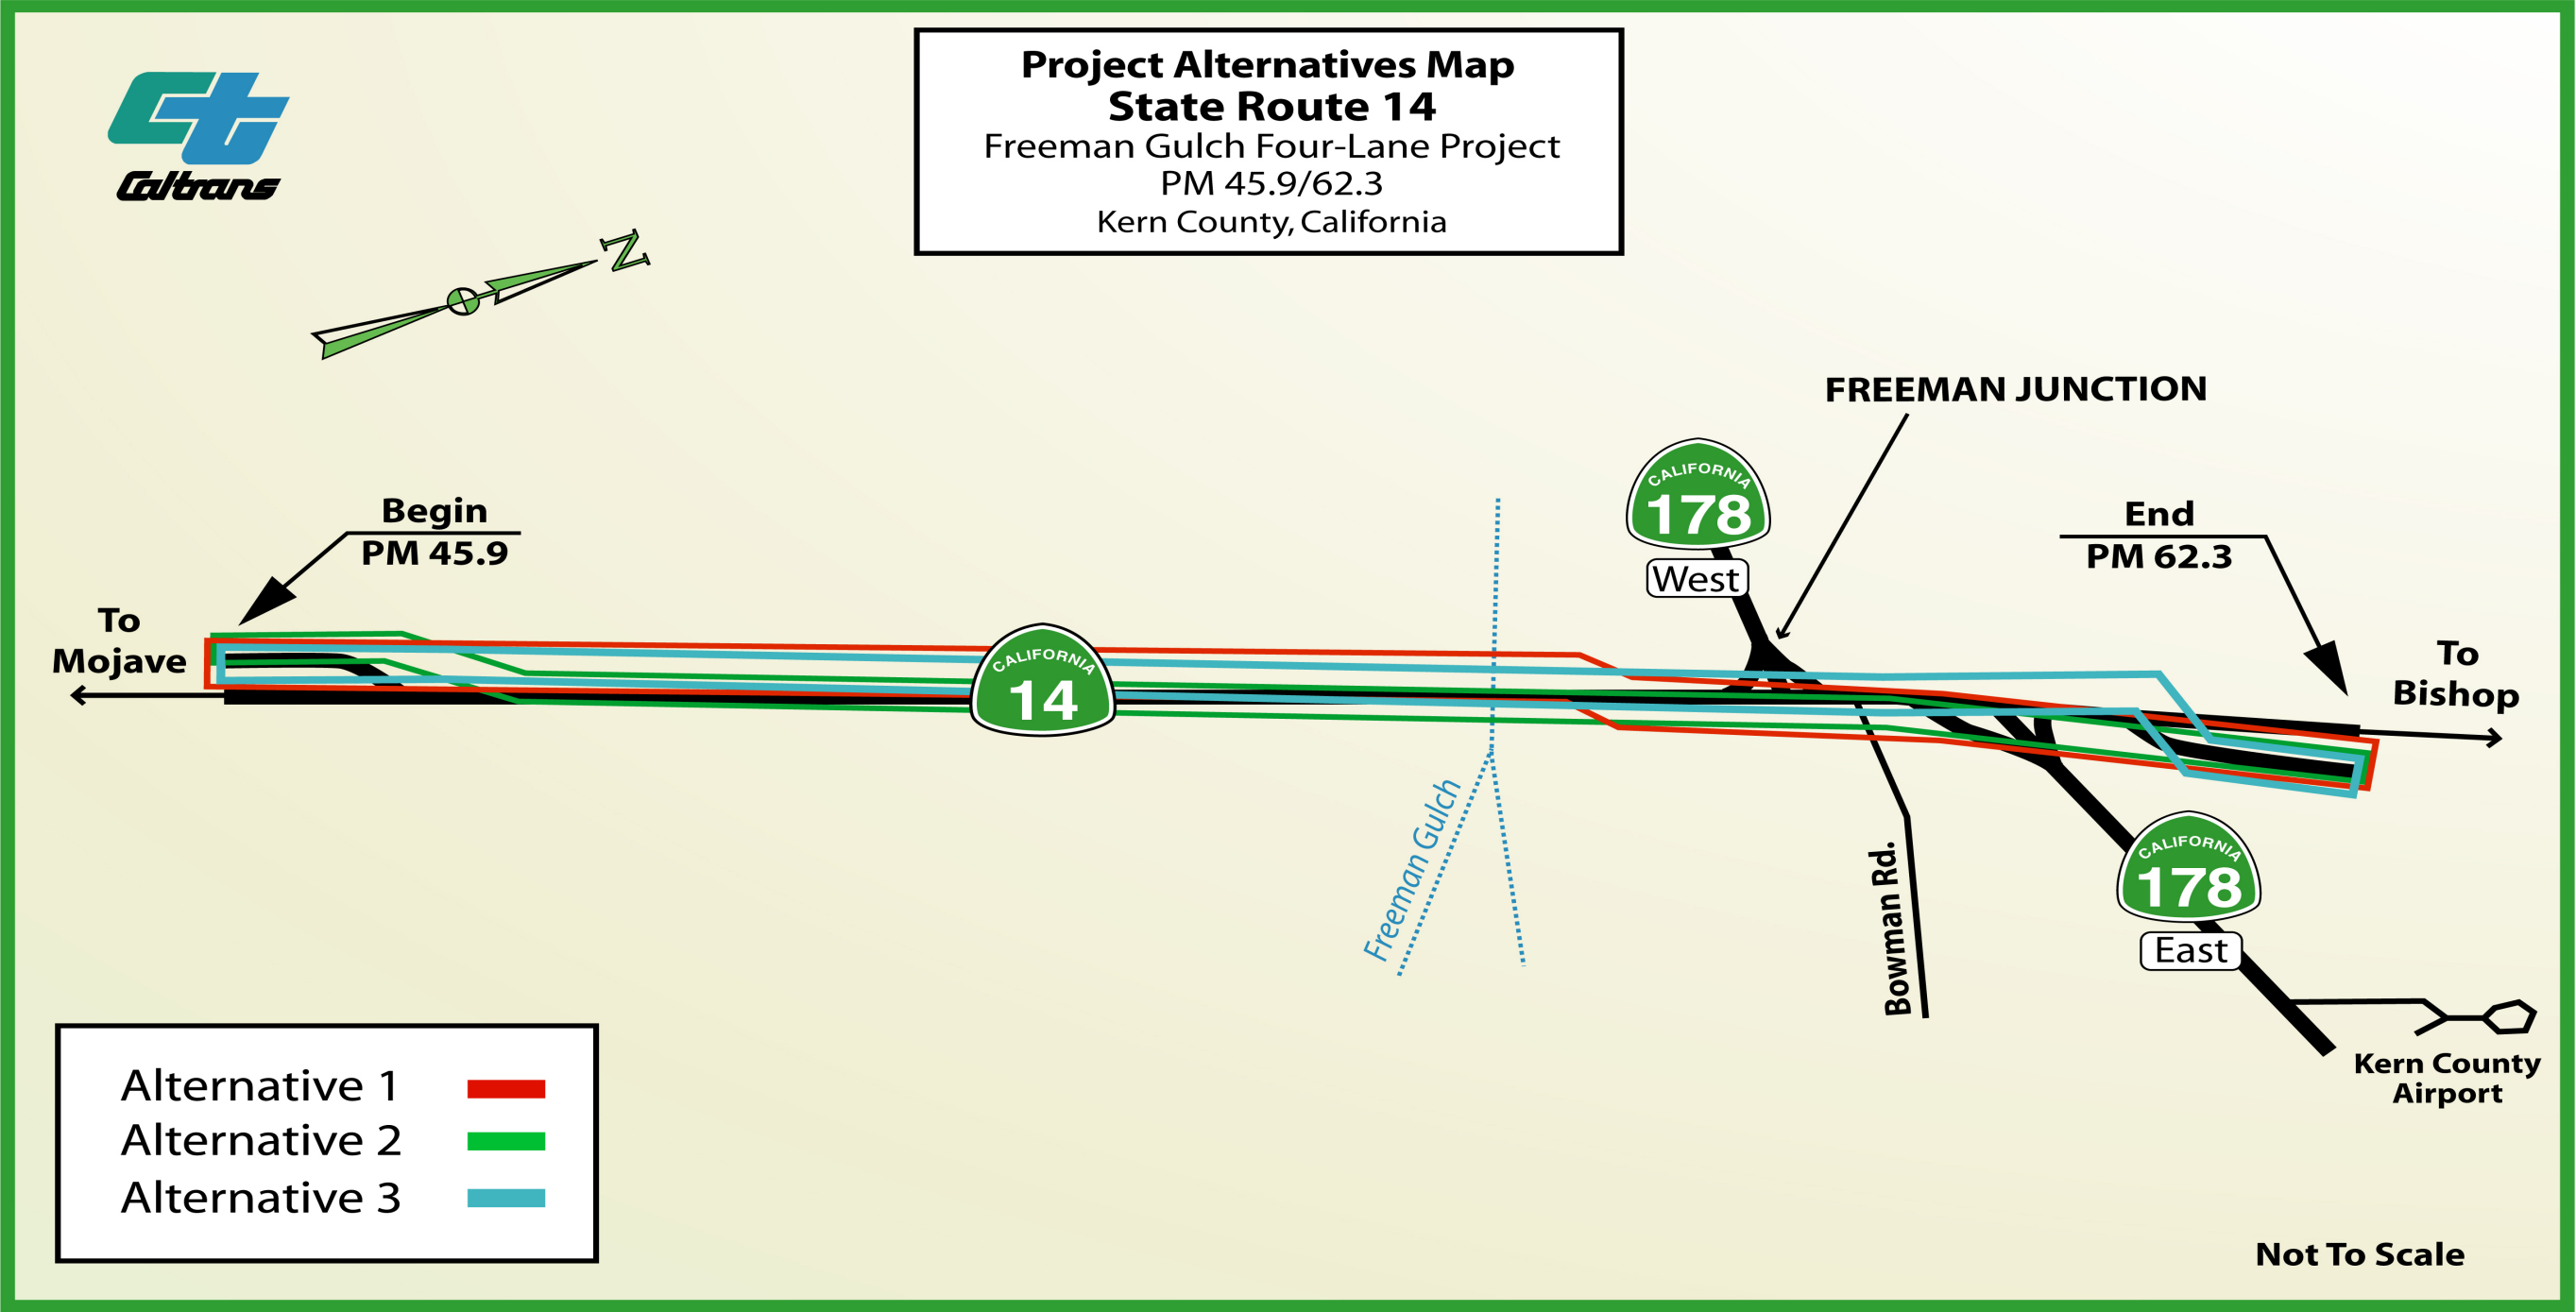 Project Alternatives Map
State Route 14
Freeman Gulch Four-Lane Project
PM 45.9/62.3
Kern County, California
Caltrans
N
FREEMAN JUNCTION
CALIFORNIA
178
West
Begin
PM 45.9
End
PM 62.3
To
Mojave
To
Bishop
CALIFORNIA
14
Freeman Gulch
Bowman Rd.
CALIFORNIA
178
East
Kern County
Airport
Alternative 1
Alternative 2
Alternative 3
Not To Scale